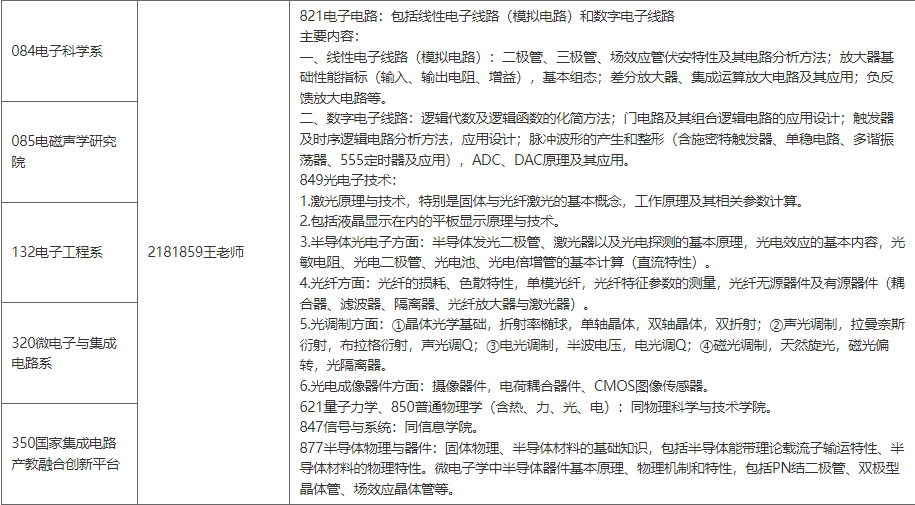 084电子科学系
085电磁声学研究
院
132电子工程系
320微电子与集成
电路系
350国家集成电路
产教融合创新平台
2181859王老师
821电子电路：包括线性电子线路（模拟电路）和数字电子线路
主要内容：
一、线性电子线路（模拟电路）：二极管、三极管、场效应管伏安特性及其电路分析方法；放大器基
础性能指标（输入、输出电阻、增益），基本组态；差分放大器、集成运算放大电路及其应用；负反
馈放大电路等。
二、数字电子线路：逻辑代数及逻辑函数的化简方法；门电路及其组合逻辑电路的应用设计；触发器
及时序逻辑电路分析方法，应用设计；脉冲波形的产生和整形（含施密特触发器、单稳电路、多谐振
荡器、555定时器及应用），ADC、DAC原理及其应用。
849光电子技术：
1.激光原理与技术，特别是固体与光纤激光的基本概念，工作原理及其相关参数计算。
2.包括液晶显示在内的平板显示原理与技术。
3.半导体光电子方面：半导体发光二极管、激光器以及光电探测的基本原理，光电效应的基本内容，光
敏电阻、光电二极管、光电池、光电倍增管的基本计算（直流特性）。
4.光纤方面：光纤的损耗、色散特性，单模光纤，光纤特征参数的测量，光纤无源器件及有源器件（耦
合器、滤波器、隔离器、光纤放大器与激光器）。
5.光调制方面：①晶体光学基础，折射率椭球，单轴晶体，双轴晶体，双折射；②声光调制，拉曼奈斯
衍射，布拉格衍射，声光调Q；③电光调制，半波电压，电光调Q；④磁光调制，天然旋光，磁光偏
转，光隔离器。
6.光电成像器件方面：摄像器件，电荷耦合器件、CMOS图像传感器。
621量子力学、850普通物理学（含热、力、光、电）：同物理科学与技术学院。
847信号与系统：同信息学院。
877半导体物理与器件：固体物理、半导体材料的基础知识，包括半导体能带理论载流子输运特性、半
导体材料的物理特性。微电子学中半导体器件基本原理、物理机制和特性，包括PN结二极管、双极型
晶体管、场效应晶体管等。